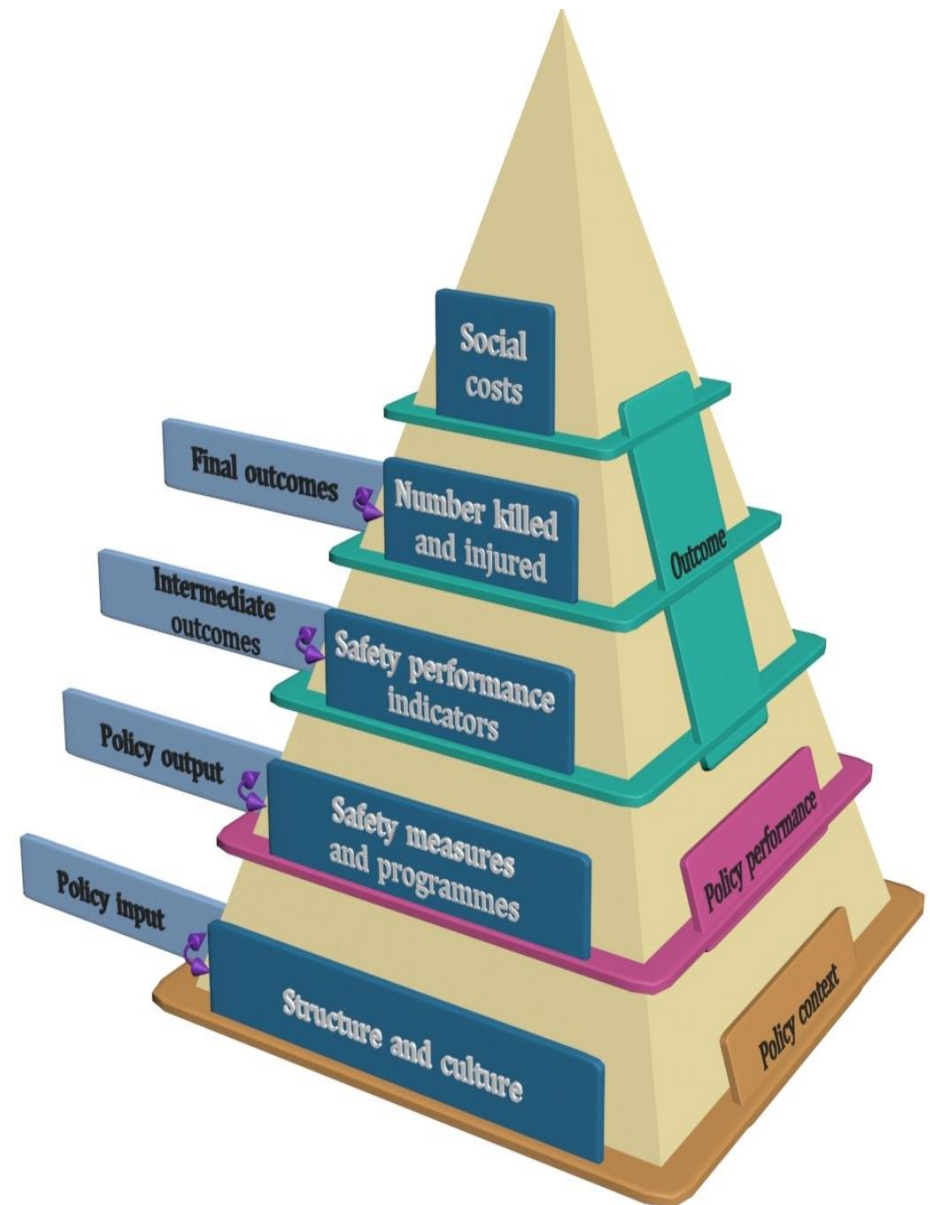 Social
costs
Final outcomes
Number killed
and injured
Outcome
Intermediate
outcomes
Safety performance
indicators
Policy output
Safety measures
and programmes
Policy performance
Policy input
Structure and culture
Policy context